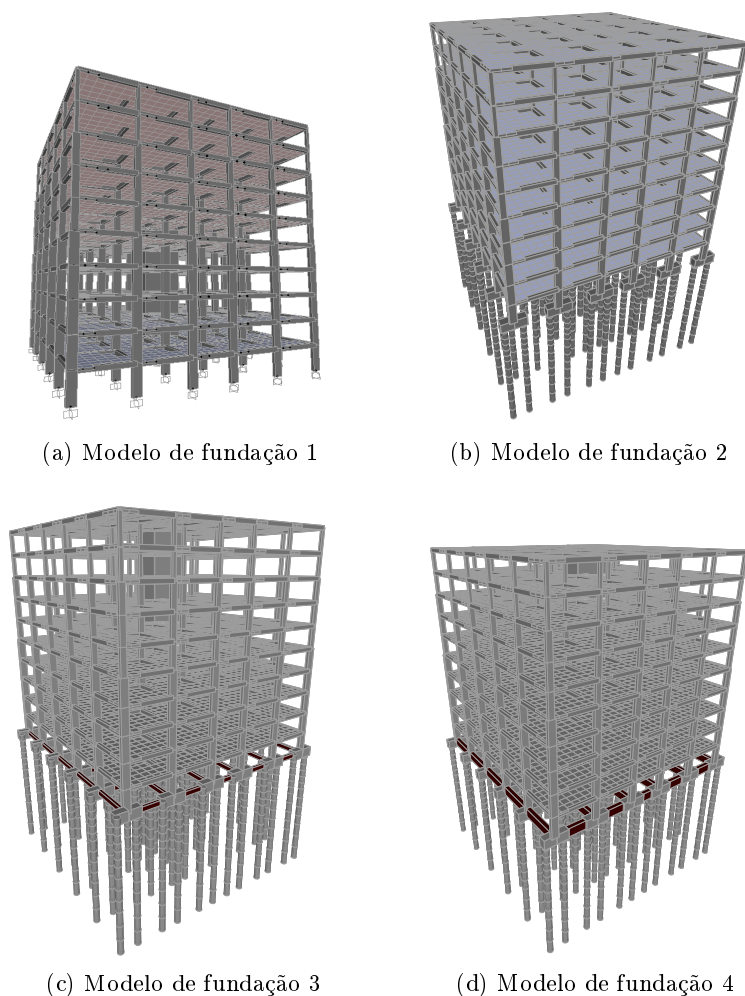 (a) Modelo de fundação 1
(b) Modelo de fundação 2
(c) Modelo de fundação 3
(d) Modelo de fundação 4